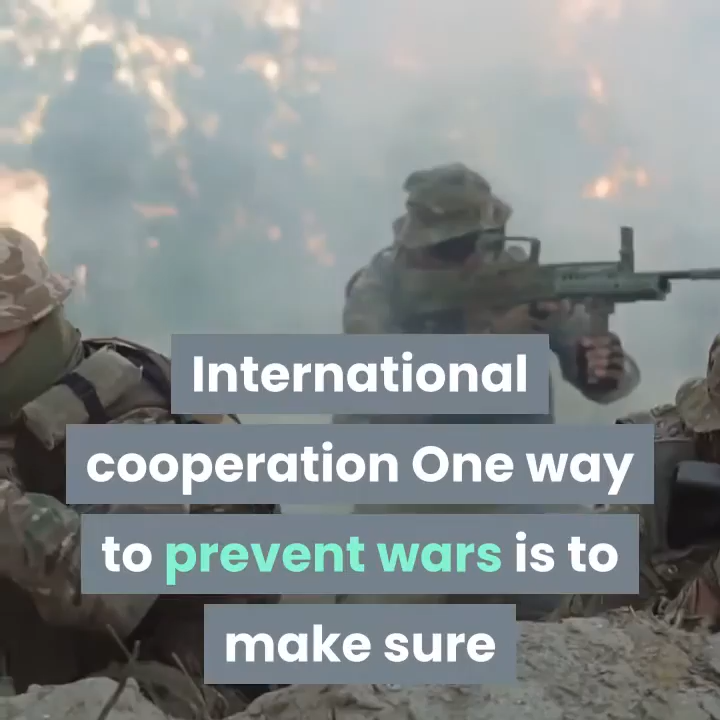 International
cooperation One way
to prevent wars is to
make sure